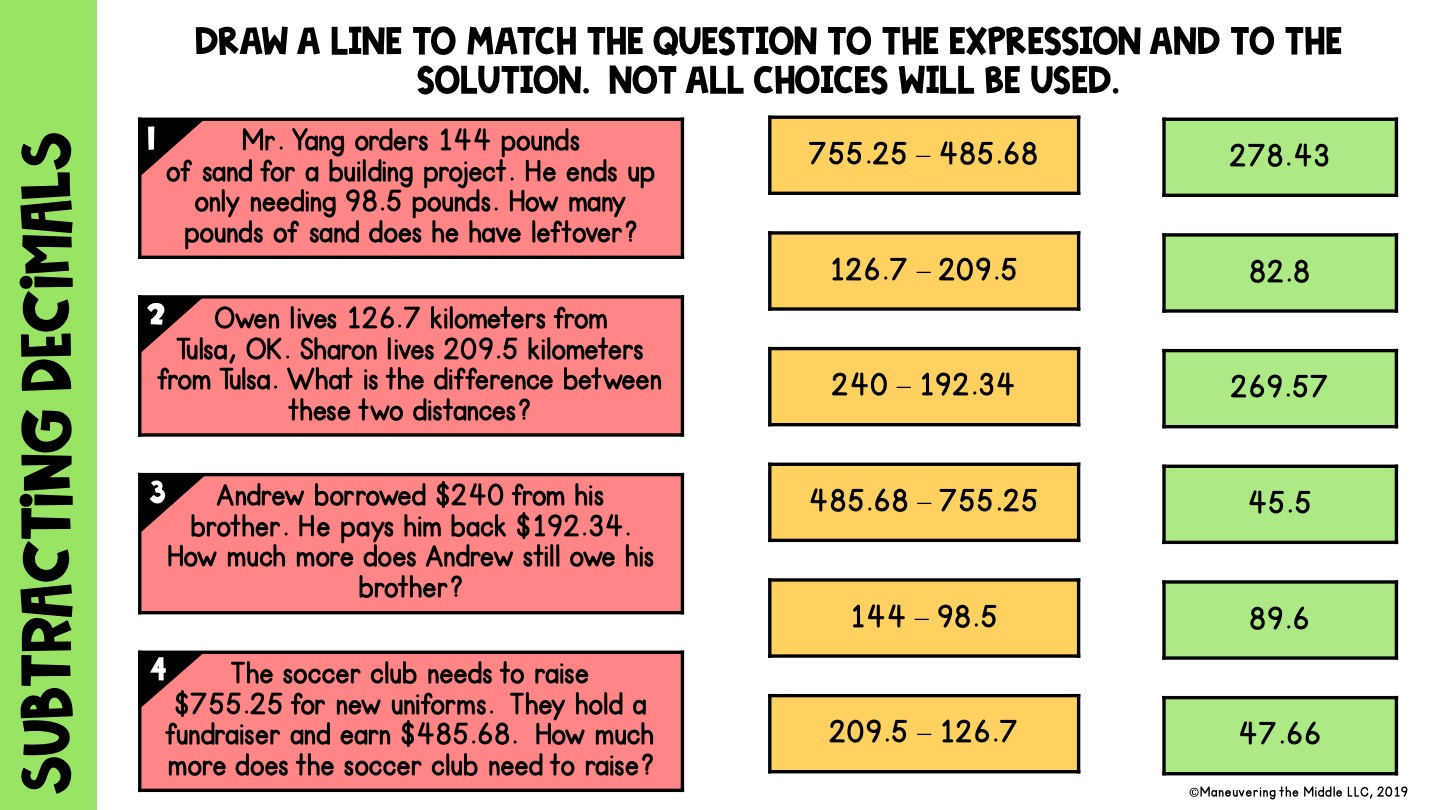 SUBTRACTING DECIMALS
DRAW A LINE TO MATCH THE QUESTION TO THE EXPRESSION AND TO THE
SOLUTION. NOT ALL CHOICES WILL BE USED.
1
Mr. Yang orders 144 pounds
of sand for a building project. He ends up
only needing 98.5 pounds. How many
pounds of sand does he have leftover?
2
Owen lives 126.7 kilometers from
Tulsa, OK. Sharon lives 209.5 kilometers
from Tulsa. What is the difference between
these two distances?
3
Andrew borrowed $240 from his
brother. He pays him back $192.34.
How much more does Andrew still owe his
brother?
4
The soccer club needs to raise
$755.25 for new uniforms. They hold a
fundraiser and earn $485.68. How much
more does the soccer club need to raise?
755.25 – 485.68
126.7 – 209.5
240 – 192.34
485.68 – 755.25
144 – 98.5
209.5 – 126.7
278.43
82.8
269.57
45.5
89.6
47.66
©Maneuvering the Middle LLC, 2019